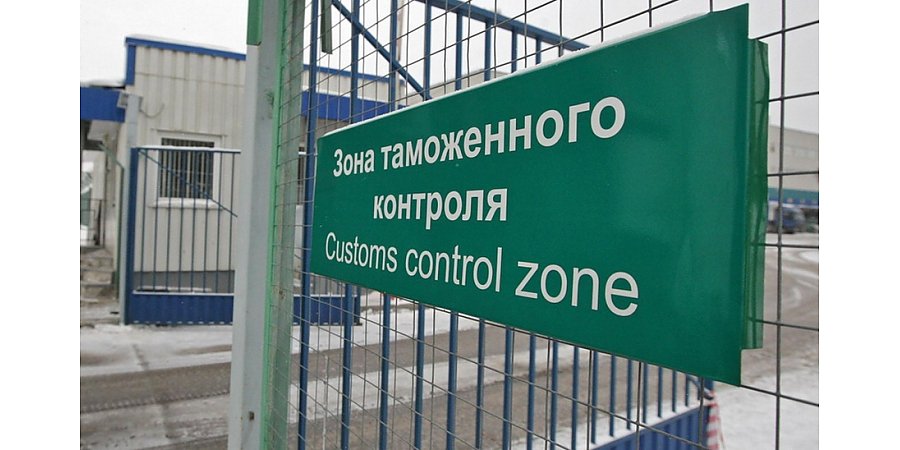 Зона таможенного
контроля
Customs control zone